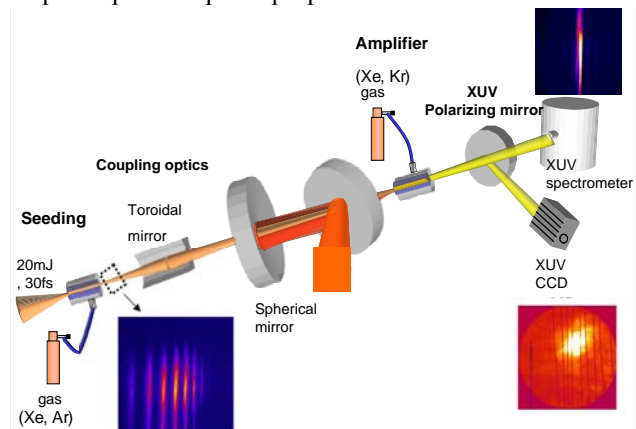 Amplifier
(Xe, Kr)
gas
XUV
Polarizing mirror
Coupling optics
XUV
spectrometer
Seeding
Toroidal
mirror
20mJ
, 30fs
Spherical
mirror
XUV
CCD
gas
(Xe, Ar)